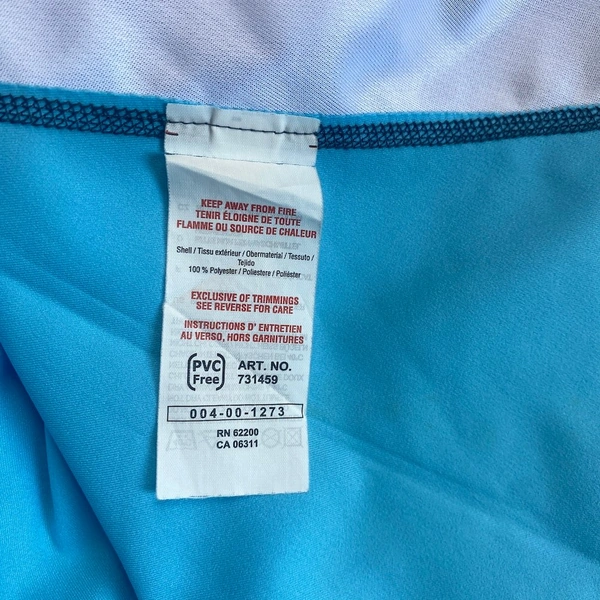 KEEP AWAY FROM FIRE
TENIR ÉLOIGNE DE TOUTE
FLAMME OU SOURCE DE CHALEUR
Shell / Tissu extérieur / Obermaterial / Tessuto /
Tejido
100 % Polyester / Poliestere / Poliéster
EXCLUSIVE OF TRIMMINGS
SEE REVERSE FOR CARE
INSTRUCTIONS D' ENTRETIEN
AU VERSO, HORS GARNITURES
PVC
Free
ART. NO.
731459
004-00-1273
RN 62200
CA 06311